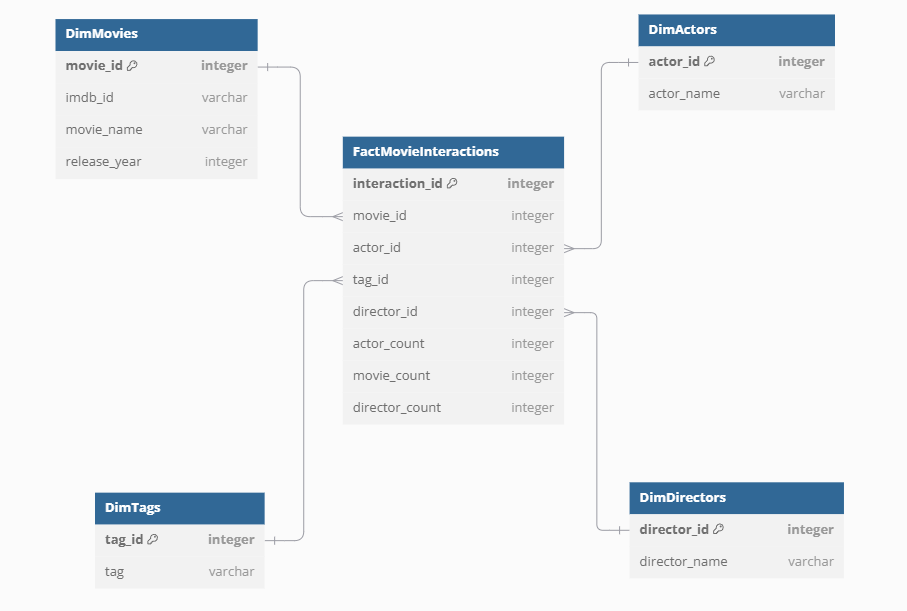 DimMovies
movie_id integer
imdb_id varchar
movie_name varchar
release_year integer
DimActors
actor_id integer
actor_name varchar
FactMovieInteractions
interaction_id integer
movie_id integer
actor_id integer
tag_id integer
director_id integer
actor_count integer
movie_count integer
director_count integer
DimTags
tag_id integer
tag varchar
DimDirectors
director_id integer
director_name varchar